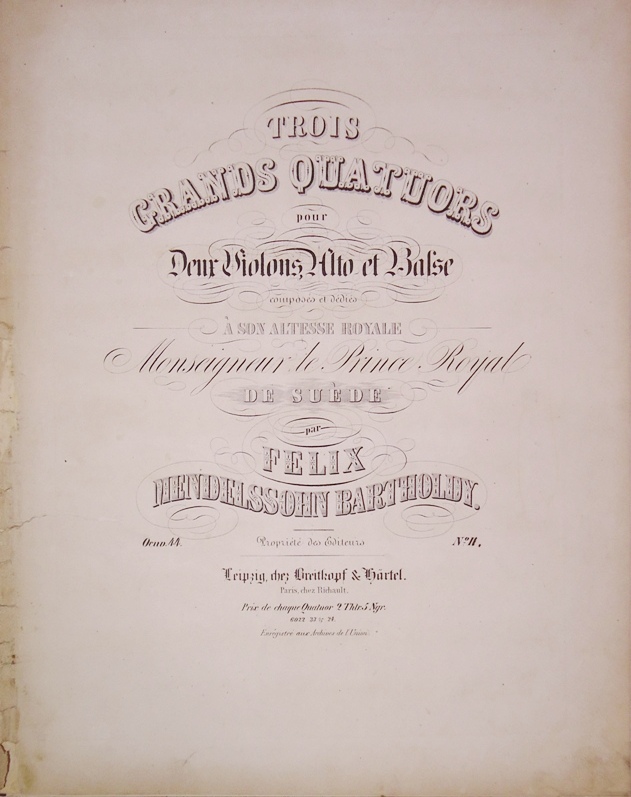 TROIS
GRANDS QUATUORS
pour
Deux Violons, Alto et Basse
composés et dédiés
À SON ALTESSE ROYALE
Monseigneur le Prince Royal
DE SUÈDE
par
FELIX
MENDELSSOHN BARTHOLDY.
Oeuv. 44. Propriété des Editeurs Nº II.
Leipzig, chez Breitkopf & Härtel.
Paris, chez Richault.
Prix de chaque Quatuor 2 Thlr. 5 Ngr.
Enrégistré aux Archives de l'Union.